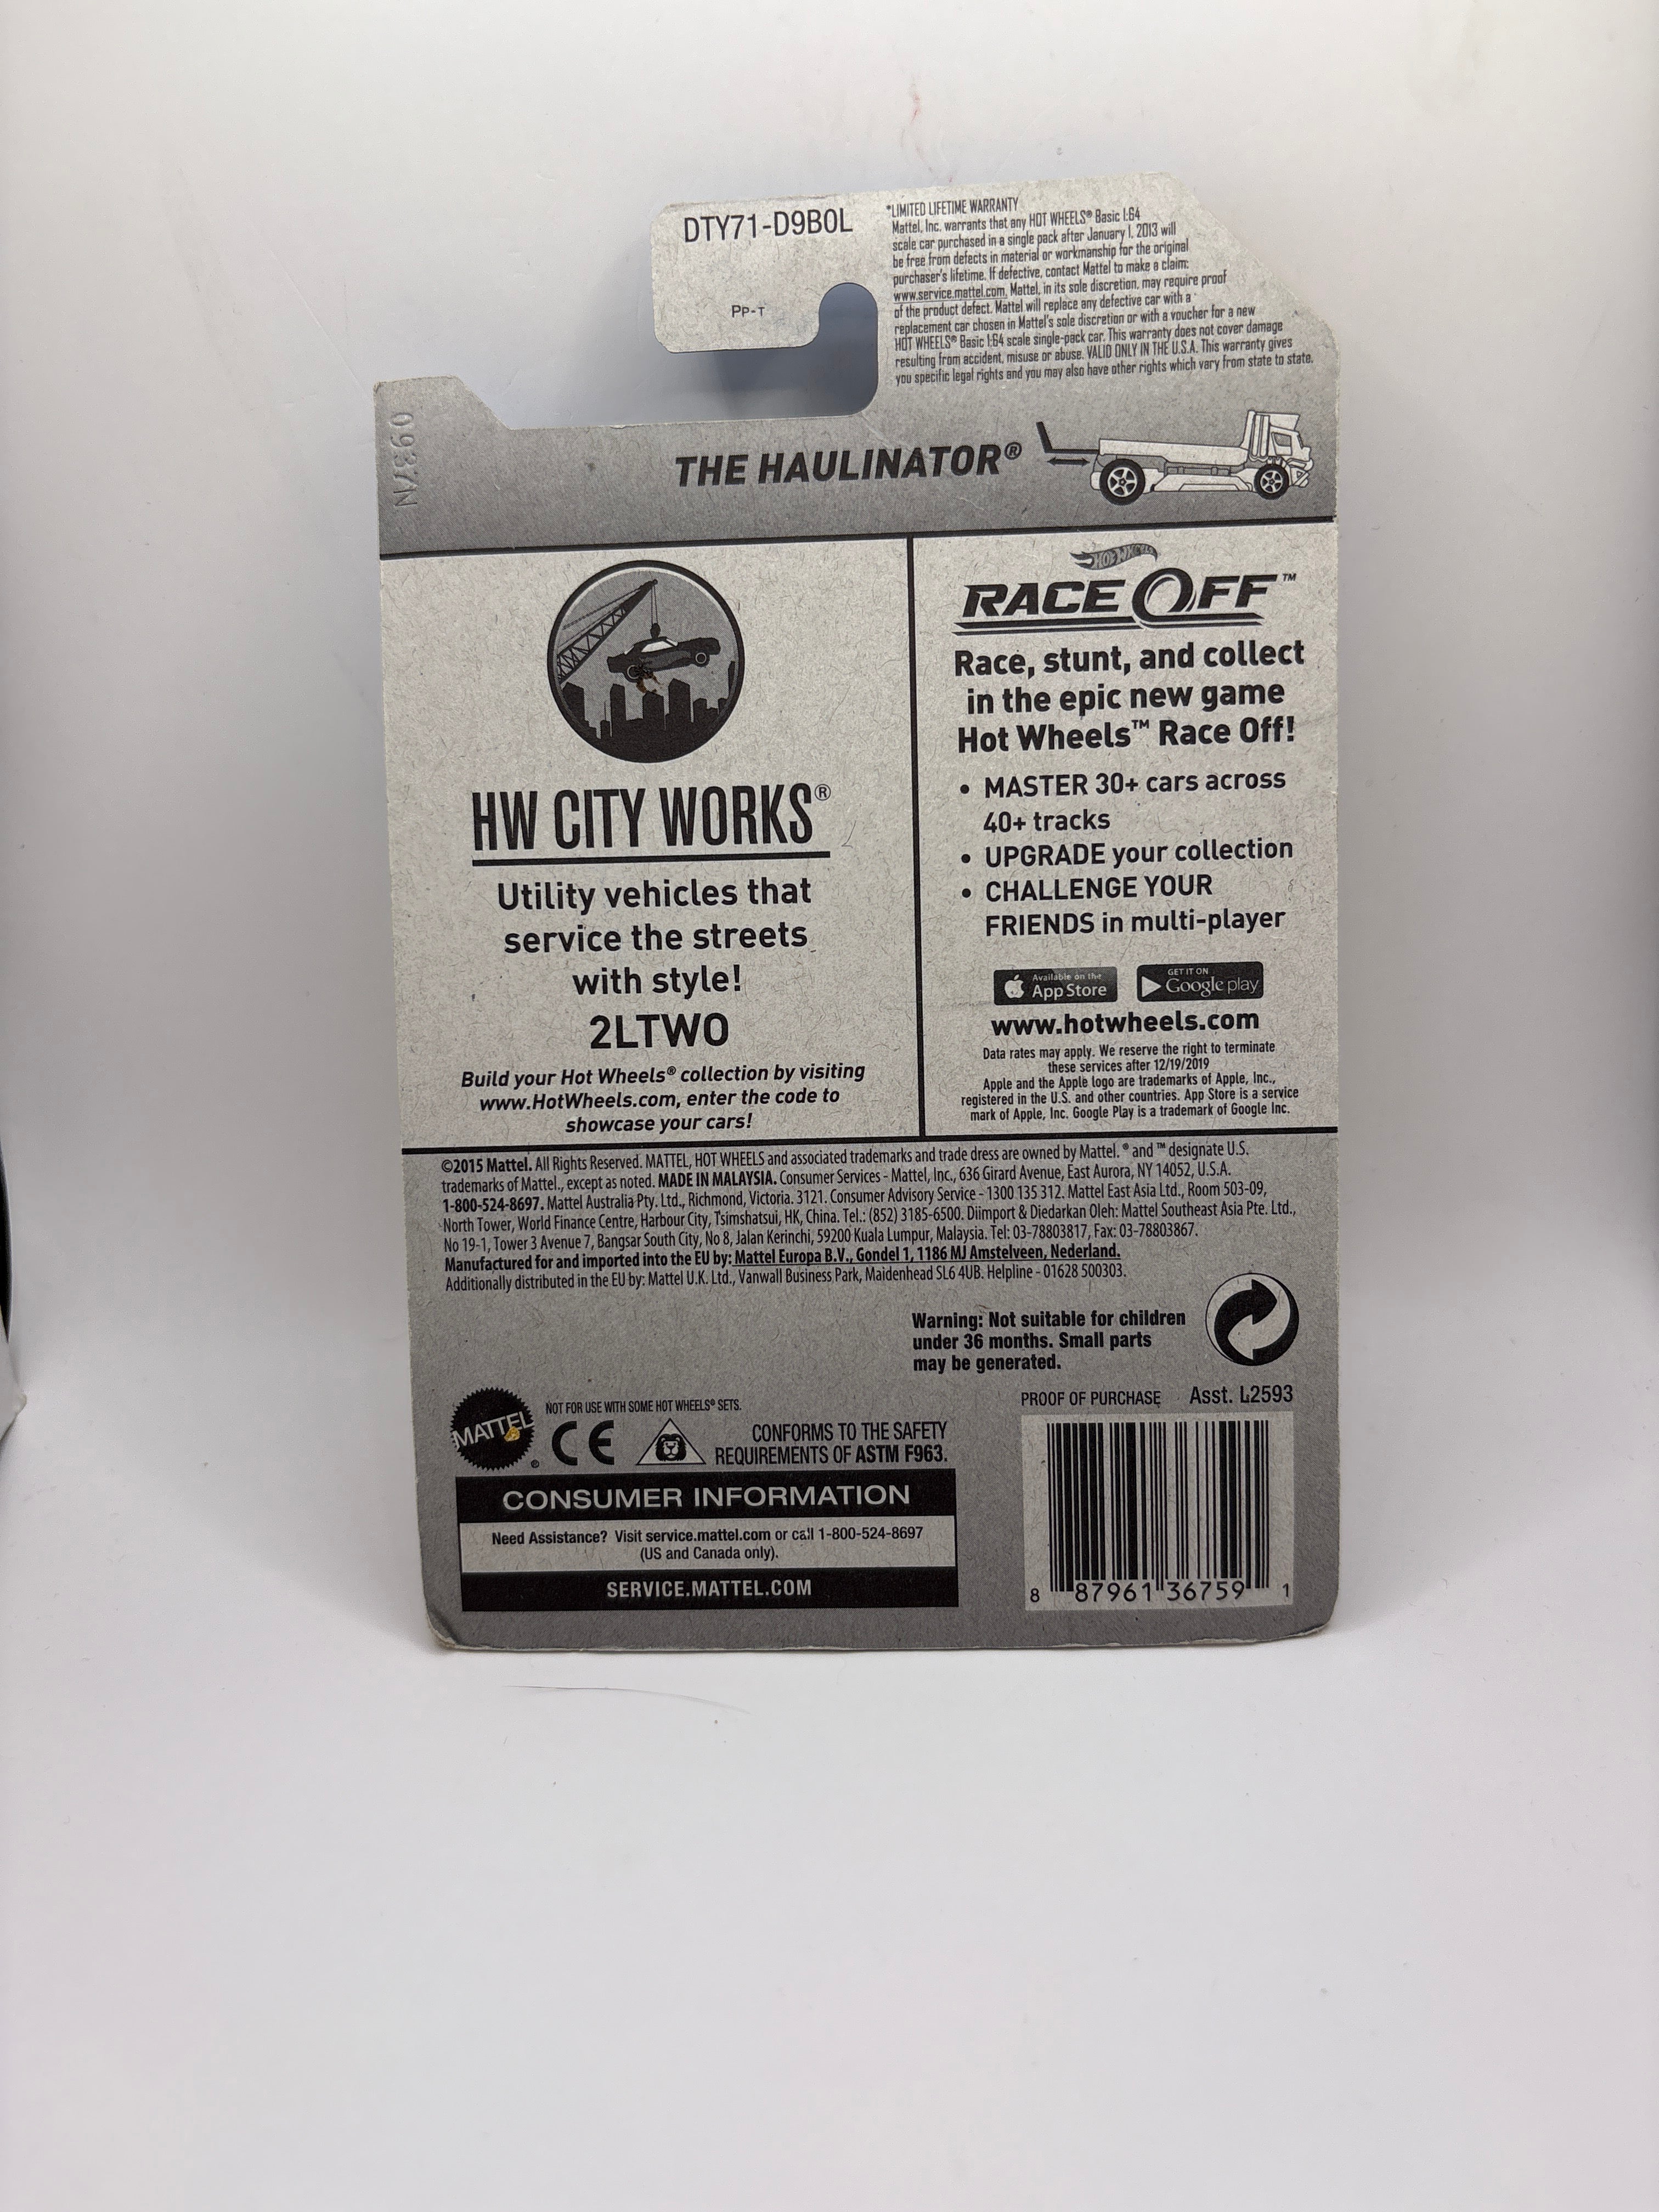 DTY71-D9B0L
PP-T
*LIMITED LIFETIME WARRANTY
Mattel, Inc. warrants that any HOT WHEELS® Basic 1:64
scale car purchased in a single pack after January 1, 2013 will
be free from defects in material or workmanship for the original
purchaser's lifetime. If defective, contact Mattel to make a claim:
www.service.mattel.com. Mattel, in its sole discretion, may require proof
of the product defect. Mattel will replace any defective car with a
replacement car chosen in Mattel's sole discretion or with a voucher for a new
HOT WHEELS® Basic 1:64 scale single-pack car. This warranty does not cover damage
resulting from accident, misuse or abuse. VALID ONLY IN THE U.S.A. This warranty gives
you specific legal rights and you may also have other rights which vary from state to state.
THE HAULINATOR®
HW CITY WORKS®
Utility vehicles that
service the streets
with style!
2LTWO
Build your Hot Wheels® collection by visiting
www.HotWheels.com, enter the code to
showcase your cars!
HOT WHEELS
RACE OFF™
Race, stunt, and collect
in the epic new game
Hot Wheels™ Race Off!
• MASTER 30+ cars across
40+ tracks
• UPGRADE your collection
• CHALLENGE YOUR
FRIENDS in multi-player
Available on the
App Store
GET IT ON
Google play
www.hotwheels.com
Data rates may apply. We reserve the right to terminate
these services after 12/19/2019
Apple and the Apple logo are trademarks of Apple, Inc.,
registered in the U.S. and other countries. App Store is a service
mark of Apple, Inc. Google Play is a trademark of Google Inc.
©2015 Mattel. All Rights Reserved. MATTEL, HOT WHEELS and associated trademarks and trade dress are owned by Mattel. ® and ™ designate U.S.
trademarks of Mattel., except as noted. MADE IN MALAYSIA. Consumer Services - Mattel, Inc., 636 Girard Avenue, East Aurora, NY 14052, U.S.A.
1-800-524-8697. Mattel Australia Pty. Ltd., Richmond, Victoria. 3121. Consumer Advisory Service - 1300 135 312. Mattel East Asia Ltd., Room 503-09,
North Tower, World Finance Centre, Harbour City, Tsimshatsui, HK, China. Tel.: (852) 3185-6500. Diimport & Diedarkan Oleh: Mattel Southeast Asia Pte. Ltd.,
No 19-1, Tower 3 Avenue 7, Bangsar South City, No 8, Jalan Kerinchi, 59200 Kuala Lumpur, Malaysia. Tel: 03-78803817, Fax: 03-78803867.
Manufactured for and imported into the EU by: Mattel Europa B.V., Gondel 1, 1186 MJ Amstelveen, Nederland.
Additionally distributed in the EU by: Mattel U.K. Ltd., Vanwall Business Park, Maidenhead SL6 4UB. Helpline - 01628 500303.
Warning: Not suitable for children
under 36 months. Small parts
may be generated.
MATTEL®
NOT FOR USE WITH SOME HOT WHEELS® SETS.
CE
CONFORMS TO THE SAFETY
REQUIREMENTS OF ASTM F963.
CONSUMER INFORMATION
Need Assistance? Visit service.mattel.com or call 1-800-524-8697
(US and Canada only).
SERVICE.MATTEL.COM
PROOF OF PURCHASE Asst. L2593
8 87961 36759 1